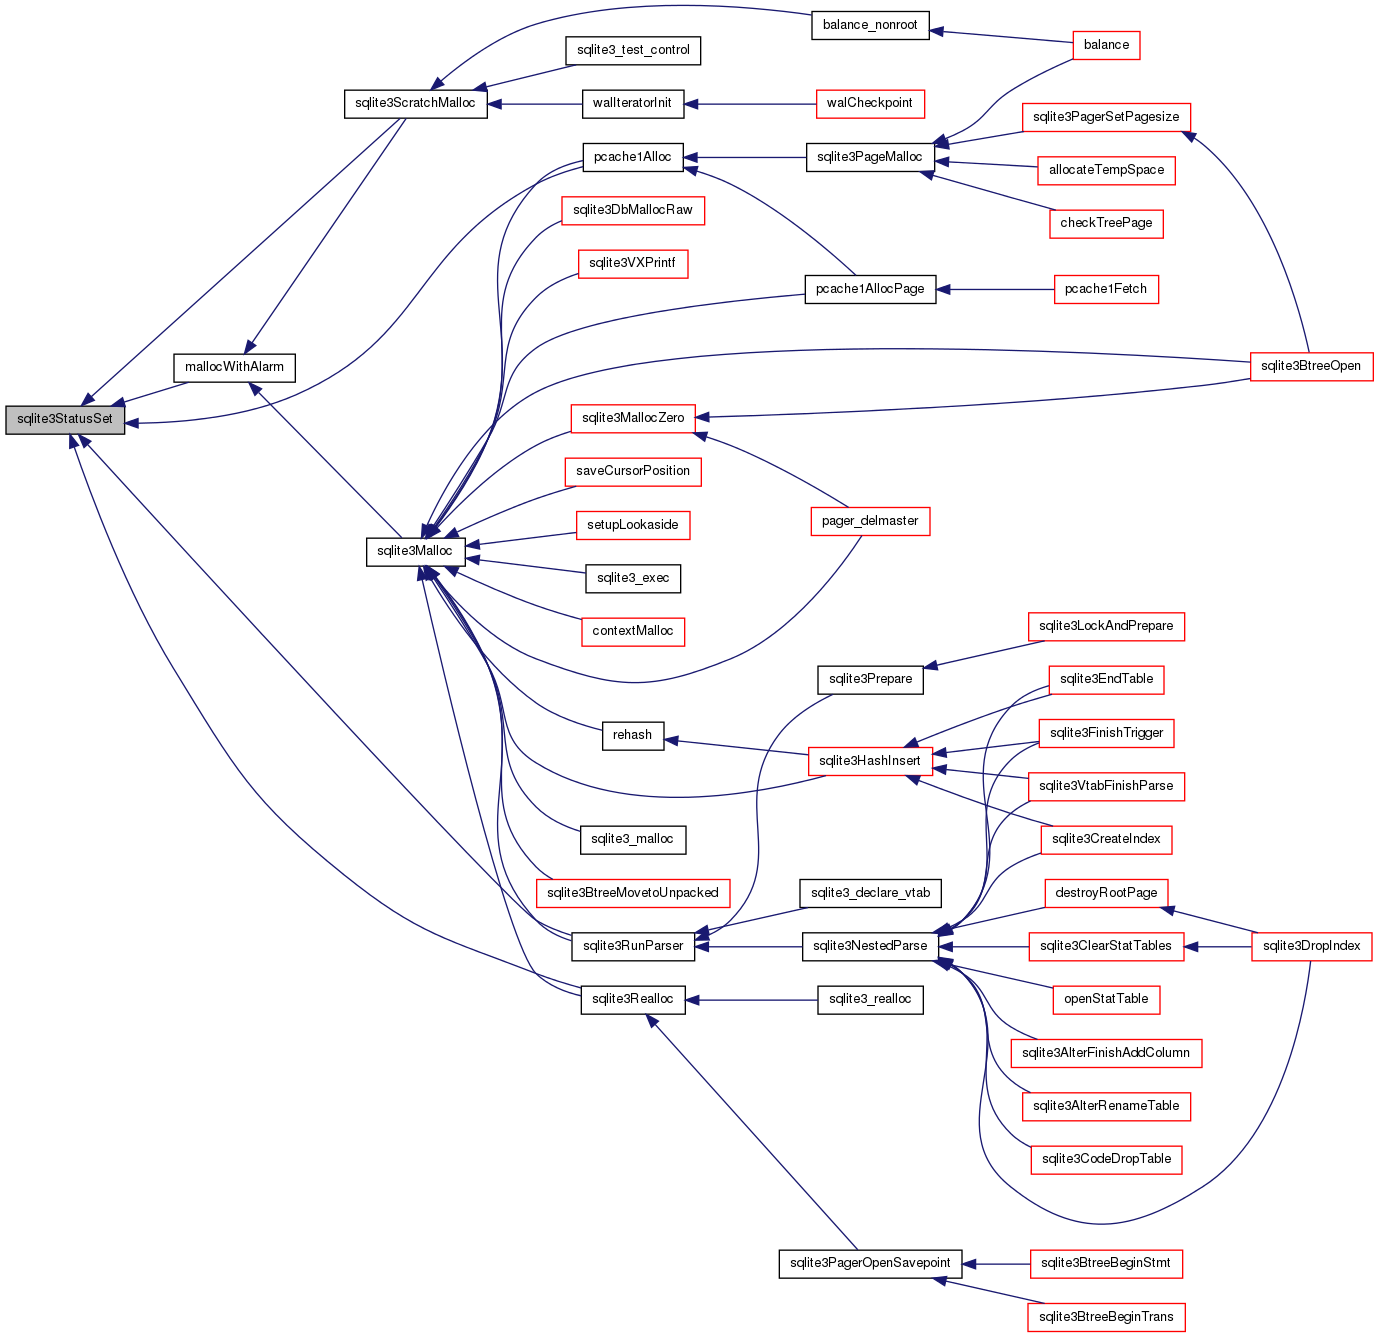 balance_nonroot
sqlite3_test_control
balance
sqlite3ScratchMalloc
walIteratorInit
walCheckpoint
sqlite3PagerSetPagesize
pcache1Alloc
sqlite3PageMalloc
allocateTempSpace
sqlite3DbMallocRaw
checkTreePage
sqlite3VXPrintf
pcache1AllocPage
pcache1Fetch
mallocWithAlarm
sqlite3BtreeOpen
sqlite3StatusSet
sqlite3MallocZero
saveCursorPosition
setupLookaside
pager_delmaster
sqlite3Malloc
sqlite3_exec
contextMalloc
sqlite3LockAndPrepare
sqlite3Prepare
sqlite3EndTable
rehash
sqlite3FinishTrigger
sqlite3HashInsert
sqlite3VtabFinishParse
sqlite3_malloc
sqlite3CreateIndex
sqlite3BtreeMovetoUnpacked
sqlite3_declare_vtab
destroyRootPage
sqlite3RunParser
sqlite3NestedParse
sqlite3ClearStatTables
sqlite3DropIndex
sqlite3Realloc
sqlite3_realloc
openStatTable
sqlite3AlterFinishAddColumn
sqlite3AlterRenameTable
sqlite3CodeDropTable
sqlite3PagerOpenSavepoint
sqlite3BtreeBeginStmt
sqlite3BtreeBeginTrans